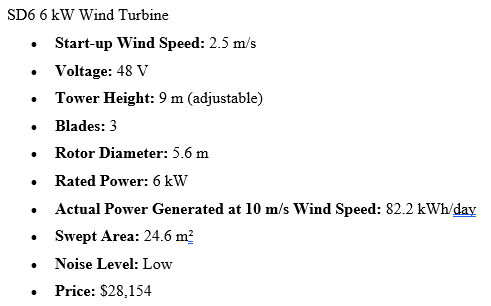 SD6 6 kW Wind Turbine
• Start-up Wind Speed: 2.5 m/s
• Voltage: 48 V
• Tower Height: 9 m (adjustable)
• Blades: 3
• Rotor Diameter: 5.6 m
• Rated Power: 6 kW
• Actual Power Generated at 10 m/s Wind Speed: 82.2 kWh/day
• Swept Area: 24.6 m²
• Noise Level: Low
• Price: $28,154